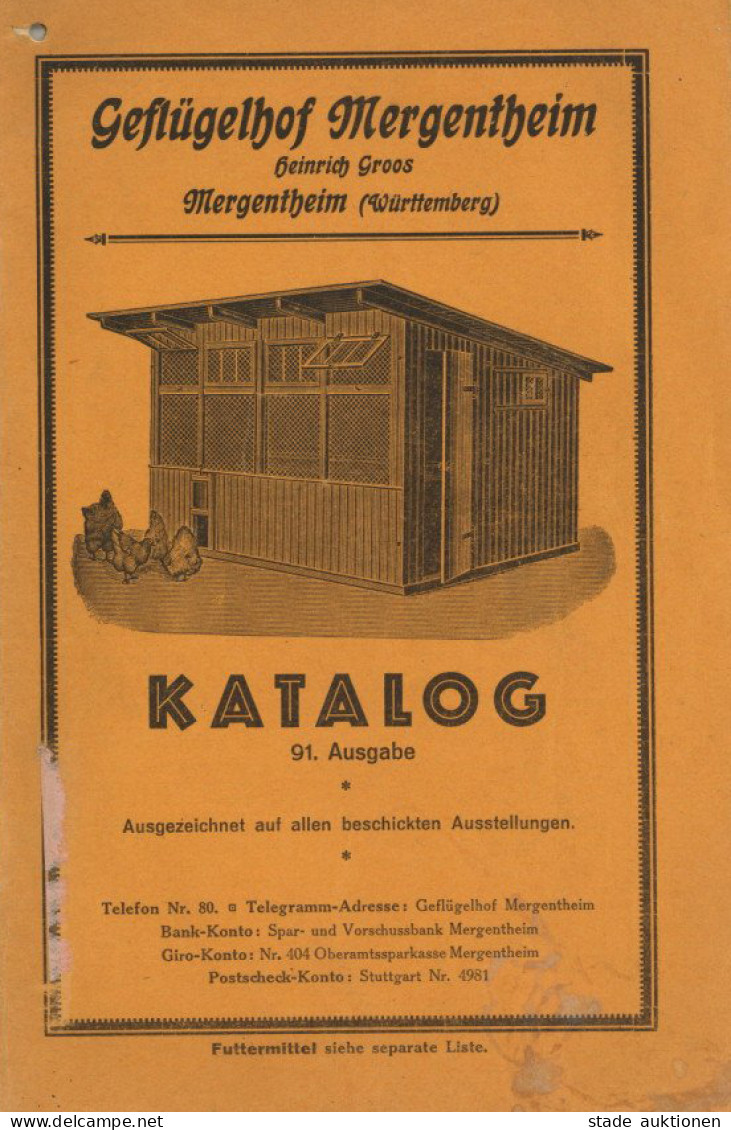 Geflügelhof Mergentheim
Heinrich Groos
Mergentheim (Württemberg)
KATALOG
91. Ausgabe
*
Ausgezeichnet auf allen beschickten Ausstellungen.
*
Telefon Nr. 80. ¤ Telegramm-Adresse: Geflügelhof Mergentheim
Bank-Konto: Spar- und Vorschussbank Mergentheim
Giro-Konto: Nr. 404 Oberamtssparkasse Mergentheim
Postscheck-Konto: Stuttgart Nr. 4981
Futtermittel siehe separate Liste.
delcampe.net
stade auktionen